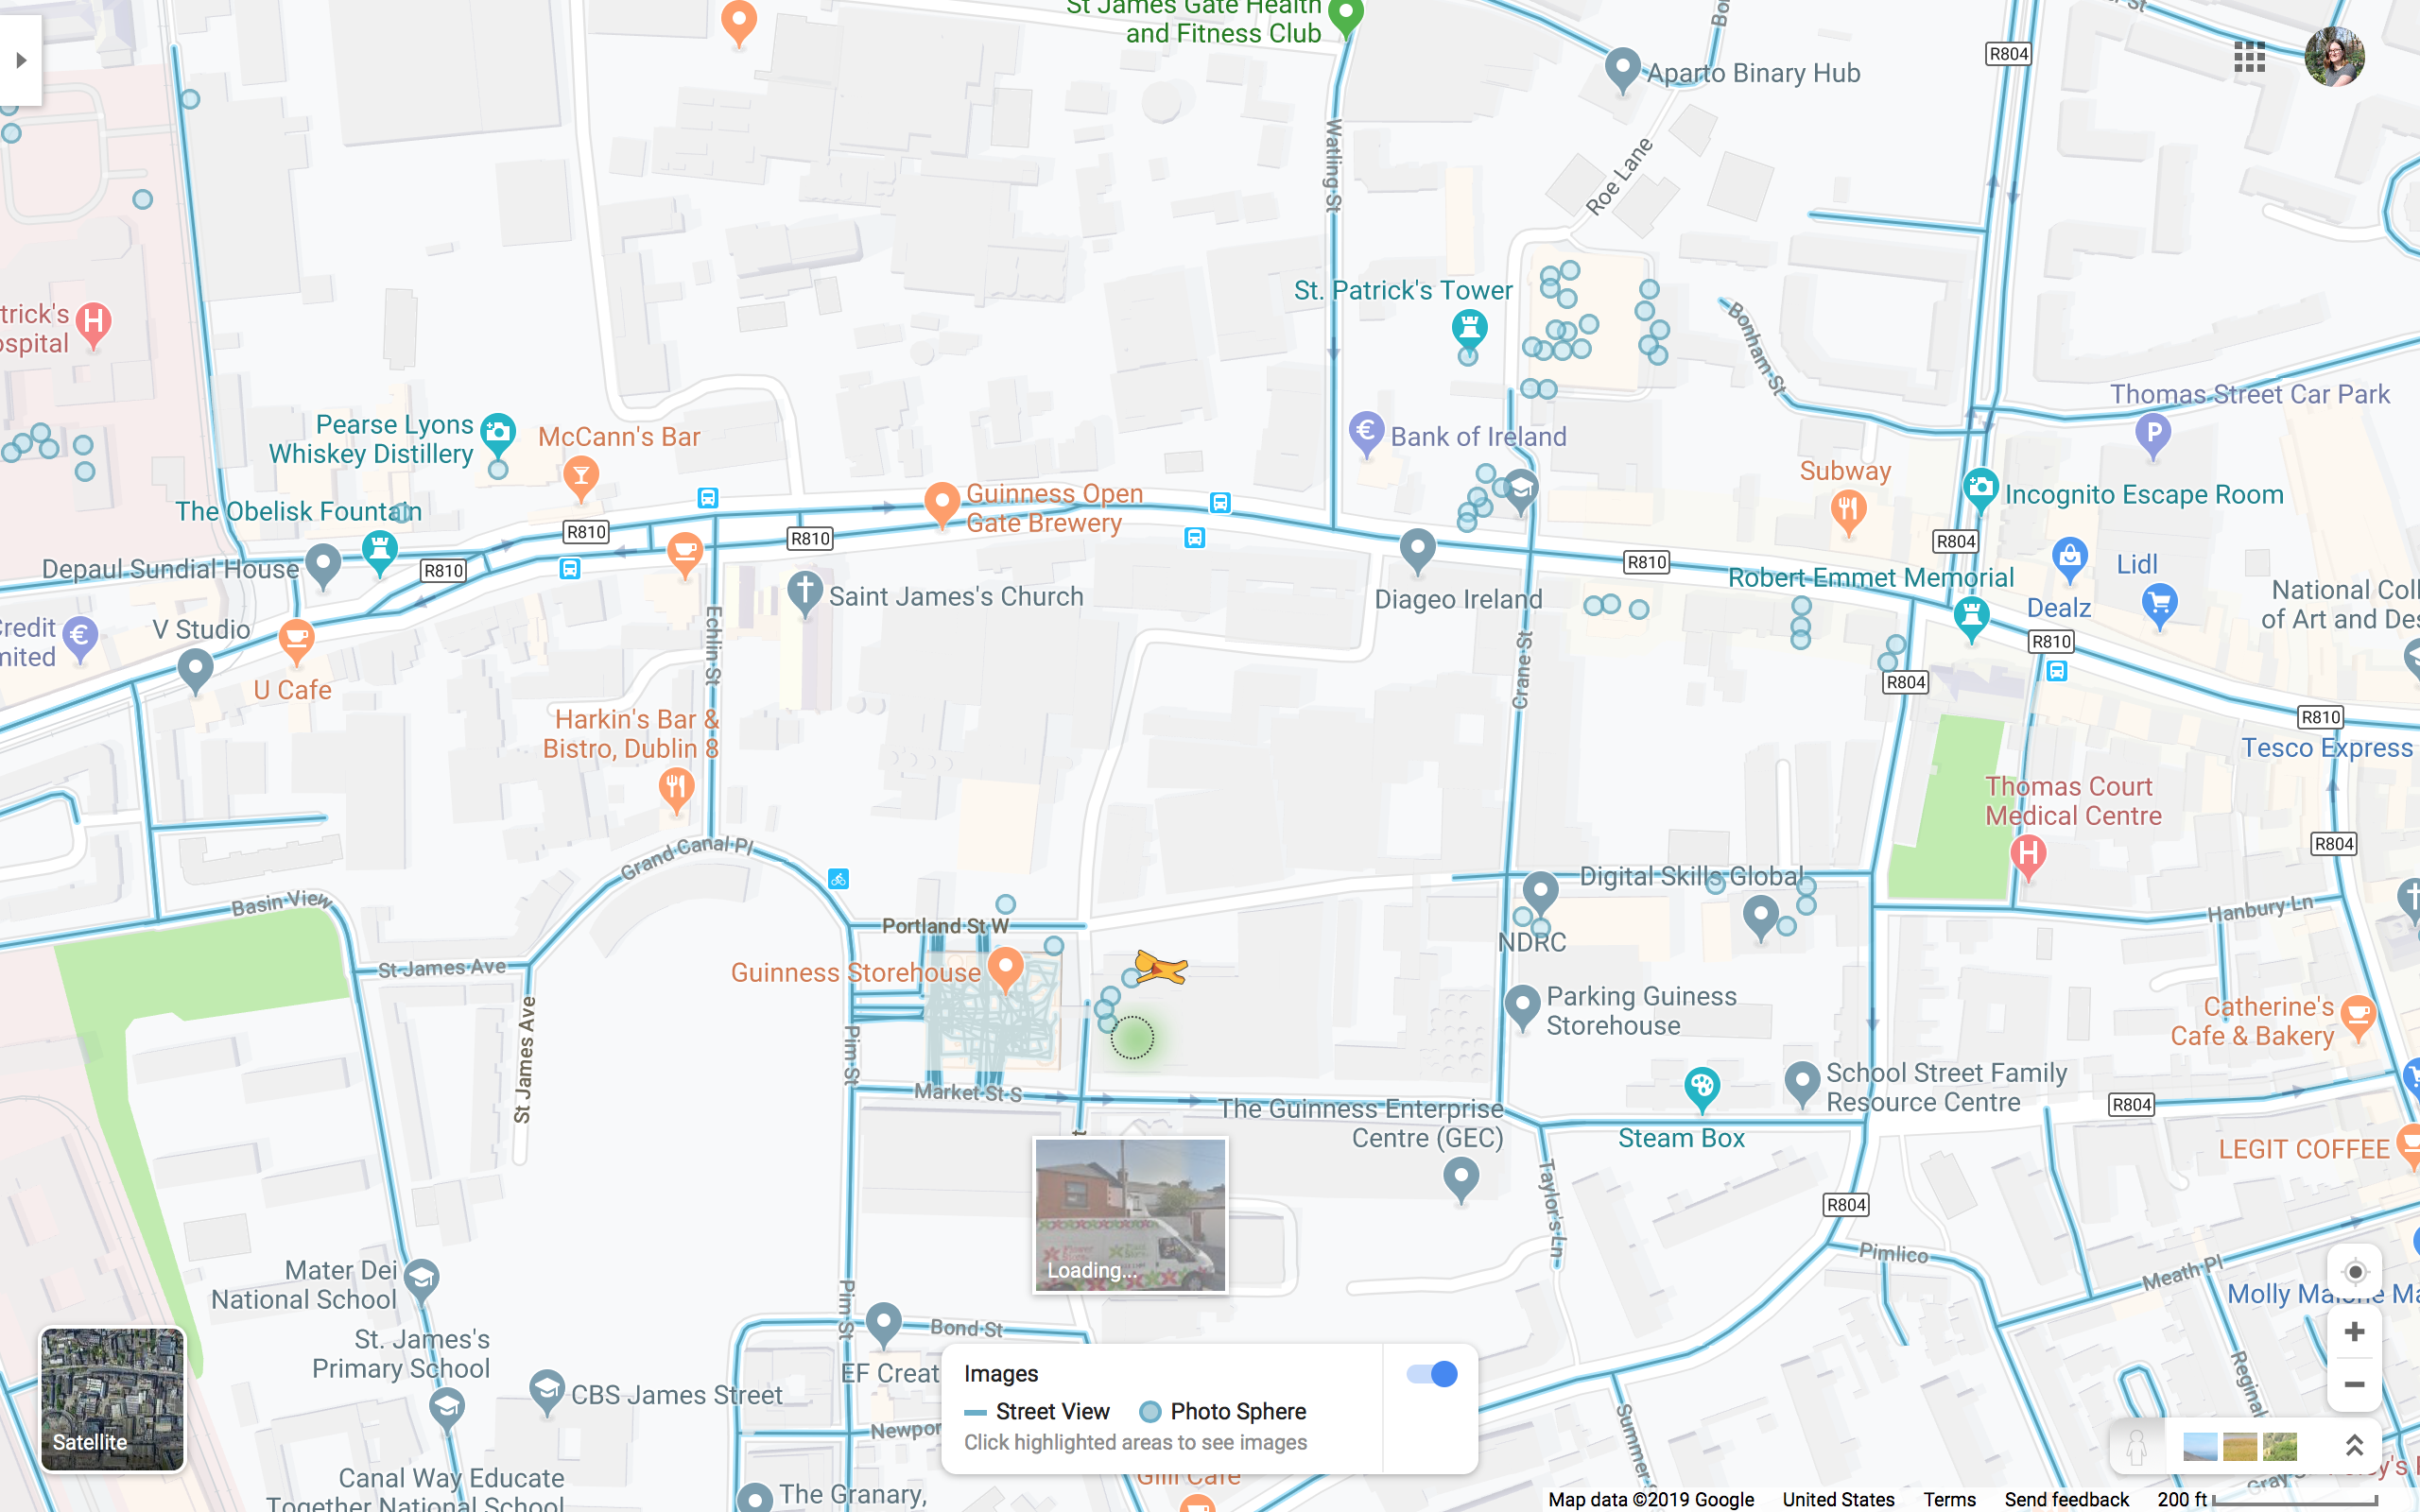 St James Gate Health
and Fitness Club
Aparto Binary Hub
R804
Watling St
Roe Lane
St. Patrick's Tower
trick's
ospital
Bonham St
Thomas Street Car Park
Pearse Lyons
Whiskey Distillery
McCann's Bar
Bank of Ireland
Subway
The Obelisk Fountain
Guinness Open
Gate Brewery
Incognito Escape Room
R810
R810
R804
Depaul Sundial House
R810
R810
Robert Emmet Memorial
Lidl
National Coll
of Art and Des
Saint James's Church
Diageo Ireland
Dealz
Credit
mited
V Studio
Echlin St
Crane St
R810
R804
U Cafe
Harkin's Bar &
Bistro, Dublin 8
R810
Tesco Express
Thomas Court
Medical Centre
Grand Canal Pl
R804
Digital Skills Global
Basin View
Hanbury Ln
Portland St W
NDRC
St James Ave
Guinness Storehouse
Parking Guiness
Storehouse
Catherine's
Cafe & Bakery
St James Ave
Pim St
Market St S
The Guinness Enterprise
Centre (GEC)
School Street Family
Resource Centre
R804
Steam Box
LEGIT COFFEE
Taylor's Ln
R804
Pimlico
Meath Pl
Loading...
Mater Dei
National School
Molly Malone Ma
Pim St
Bond St
St. James's
Primary School
EF Creat
Images
CBS James Street
Street View
Photo Sphere
Click highlighted areas to see images
Newpor
Summer
Reginal
Satellite
Canal Way Educate
Together National School
The Granary,
Map data ©2019 Google
United States
Terms
Send feedback
200 ft